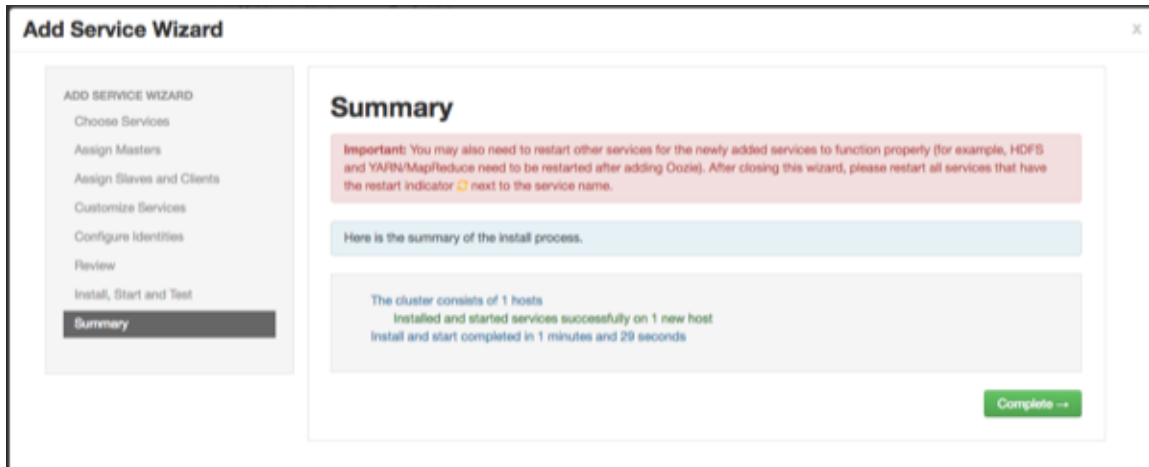 Add Service Wizard
x
ADD SERVICE WIZARD
Choose Services
Assign Masters
Assign Slaves and Clients
Customize Services
Configure Identities
Review
Install, Start and Test
Summary
Summary
Important: You may also need to restart other services for the newly added services to function properly (for example, HDFS
and YARN/MapReduce need to be restarted after adding Oozie). After closing this wizard, please restart all services that have
the restart indicator next to the service name.
Here is the summary of the install process.
The cluster consists of 1 hosts
Installed and started services successfully on 1 new host
Install and start completed in 1 minutes and 29 seconds
Complete →